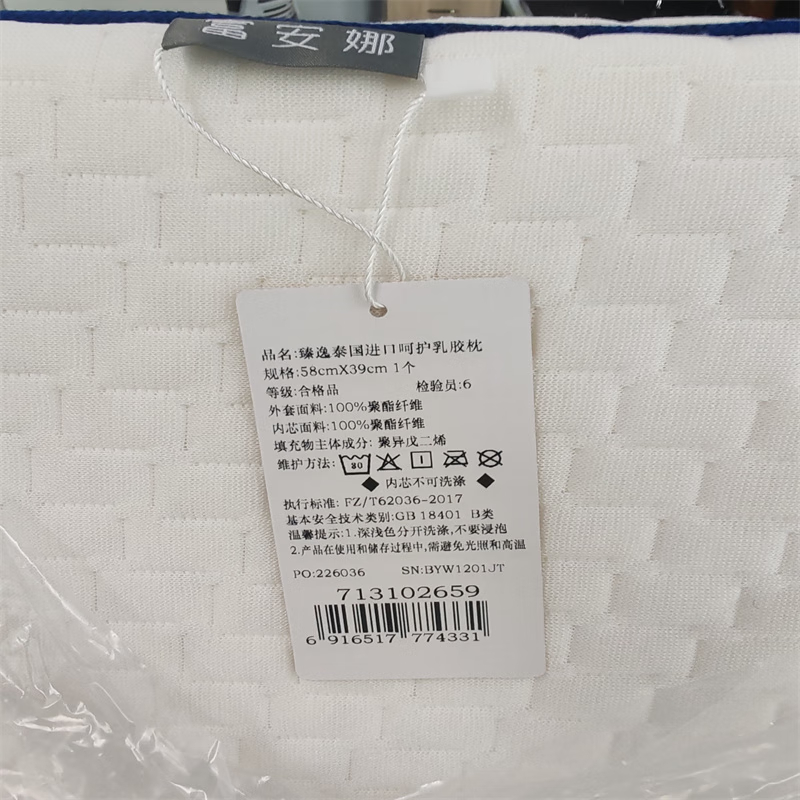 富安娜
品名:臻逸泰国进口呵护乳胶枕
规格:58cmX39cm 1个
等级:合格品 检验员:6
外套面料:100%聚酯纤维
内芯面料:100%聚酯纤维
填充物主体成分: 聚异戊二烯
维护方法: 80
◆ 内芯不可洗涤 ◆
执行标准: FZ/T62036-2017
基本安全技术类别:GB 18401 B类
温馨提示:1.深浅色分开洗涤,不要浸泡
2.产品在使用和储存过程中,需避免光照和高温
PO:226036 SN:BYW1201JT
713102659
6 916517 774331